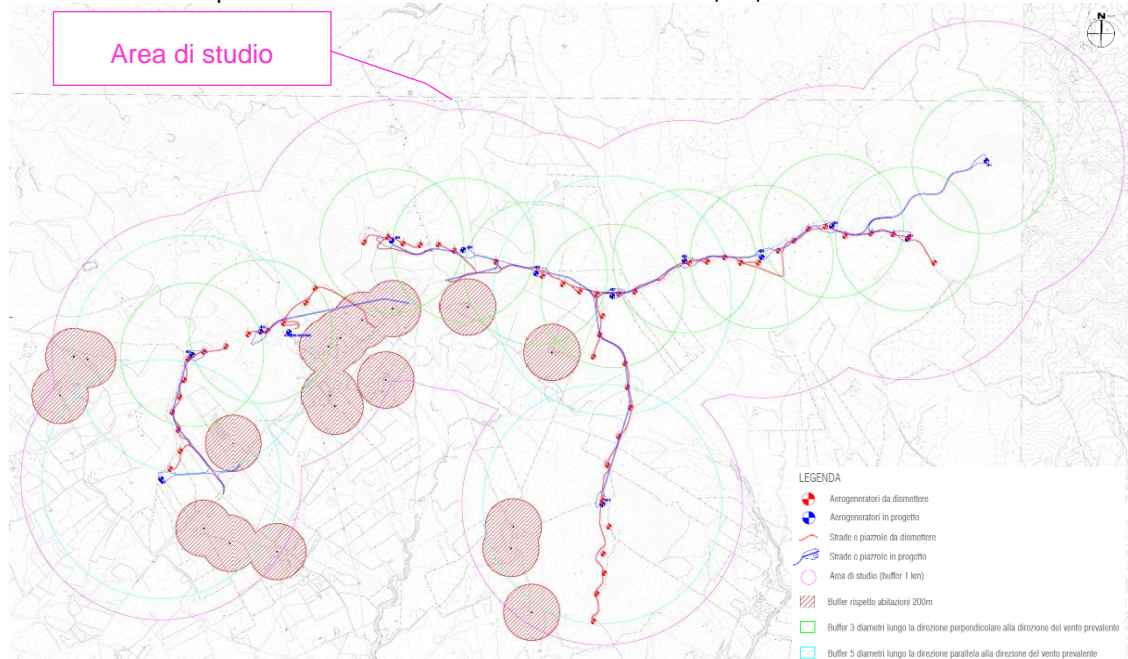 Area di studio
N
LEGENDA
Aerogeneratori da dismettere
Aerogeneratori in progetto
Strade e piazzole da dismettere
Strade e piazzole in progetto
Area di studio (buffer 1 km)
Buffer rispetto abitazioni 200m
Buffer 3 diametri lungo la direzione perpendicolare alla direzione del vento prevalente
Buffer 5 diametri lungo la direzione parallela alla direzione del vento prevalente